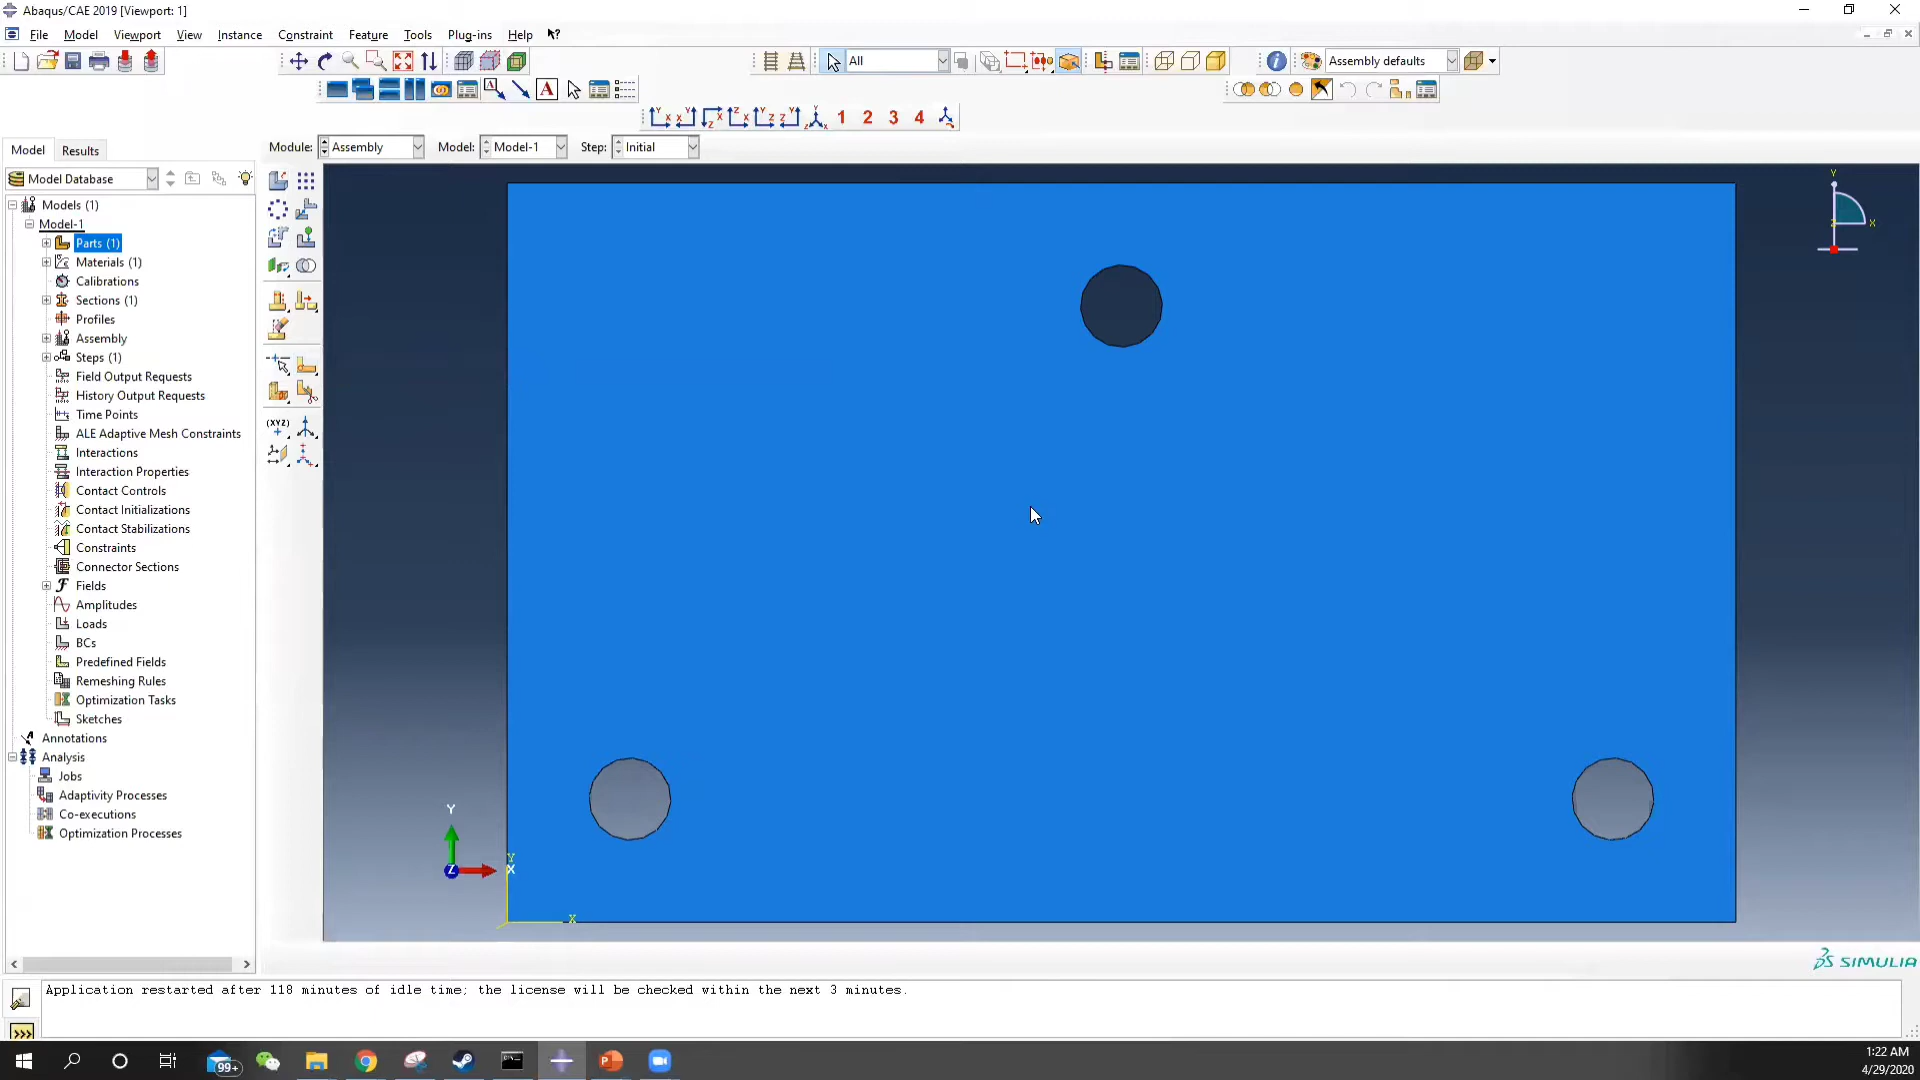 Abaqus/CAE 2019 [Viewport: 1]
File Model Viewport View Instance Constraint Feature Tools Plug-ins Help
All
Assembly defaults
A
1 2 3 4
Module: Assembly Model: Model-1 Step: Initial
Model Results
Model Database
Models (1)
Model-1
Parts (1)
Materials (1)
Calibrations
Sections (1)
Profiles
Assembly
Steps (1)
Field Output Requests
History Output Requests
Time Points
ALE Adaptive Mesh Constraints
Interactions
Interaction Properties
Contact Controls
Contact Initializations
Contact Stabilizations
Constraints
Connector Sections
Fields
Amplitudes
Loads
BCs
Predefined Fields
Remeshing Rules
Optimization Tasks
Sketches
Annotations
Analysis
Jobs
Adaptivity Processes
Co-executions
Optimization Processes
(XYZ)
Y
X
Z
Y
Z
Y
X
X
SIMULIA
Application restarted after 118 minutes of idle time; the license will be checked within the next 3 minutes.
>>>
99+
1:22 AM
4/29/2020